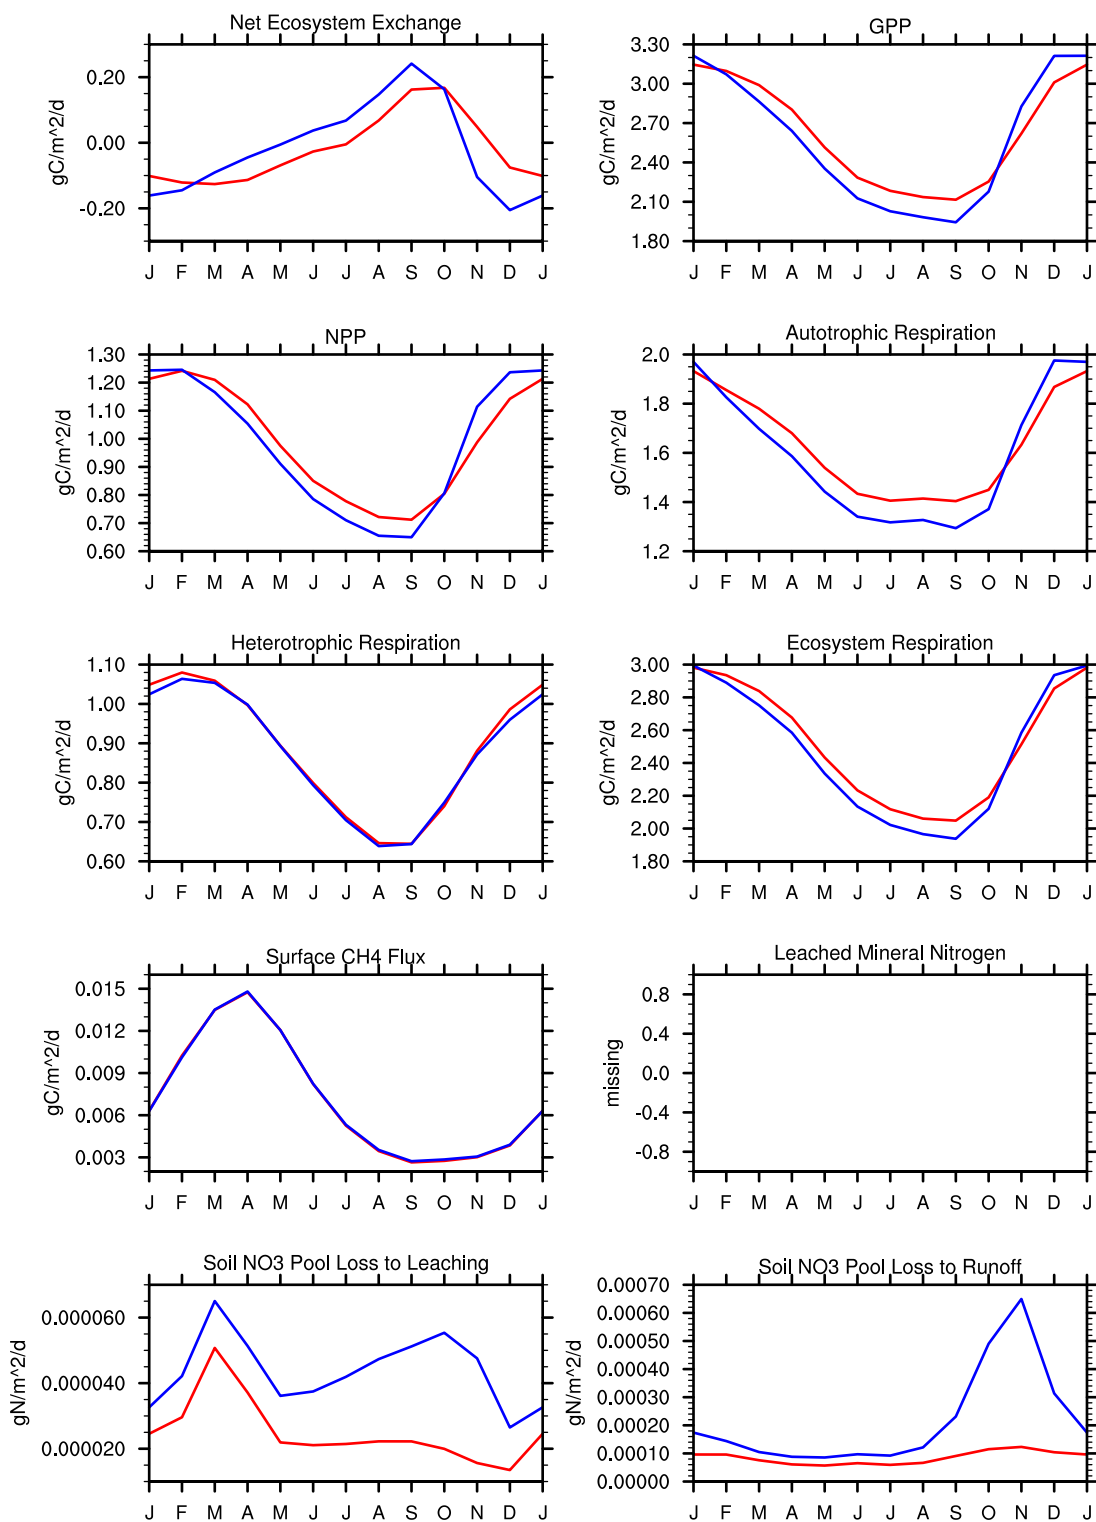 Net Ecosystem Exchange
gC/m^2/d
0.20
0.00
-0.20
J F M A M J J A S O N D J
GPP
gC/m^2/d
3.30
3.00
2.70
2.40
2.10
1.80
J F M A M J J A S O N D J
NPP
gC/m^2/d
1.30
1.20
1.10
1.00
0.90
0.80
0.70
0.60
J F M A M J J A S O N D J
Autotrophic Respiration
gC/m^2/d
2.0
1.8
1.6
1.4
1.2
J F M A M J J A S O N D J
Heterotrophic Respiration
gC/m^2/d
1.10
1.00
0.90
0.80
0.70
0.60
J F M A M J J A S O N D J
Ecosystem Respiration
gC/m^2/d
3.00
2.80
2.60
2.40
2.20
2.00
1.80
J F M A M J J A S O N D J
Surface CH4 Flux
gC/m^2/d
0.015
0.012
0.009
0.006
0.003
J F M A M J J A S O N D J
Leached Mineral Nitrogen
missing
0.8
0.4
0.0
-0.4
-0.8
J F M A M J J A S O N D J
Soil NO3 Pool Loss to Leaching
gN/m^2/d
0.000060
0.000040
0.000020
J F M A M J J A S O N D J
Soil NO3 Pool Loss to Runoff
gN/m^2/d
0.00070
0.00060
0.00050
0.00040
0.00030
0.00020
0.00010
0.00000
J F M A M J J A S O N D J